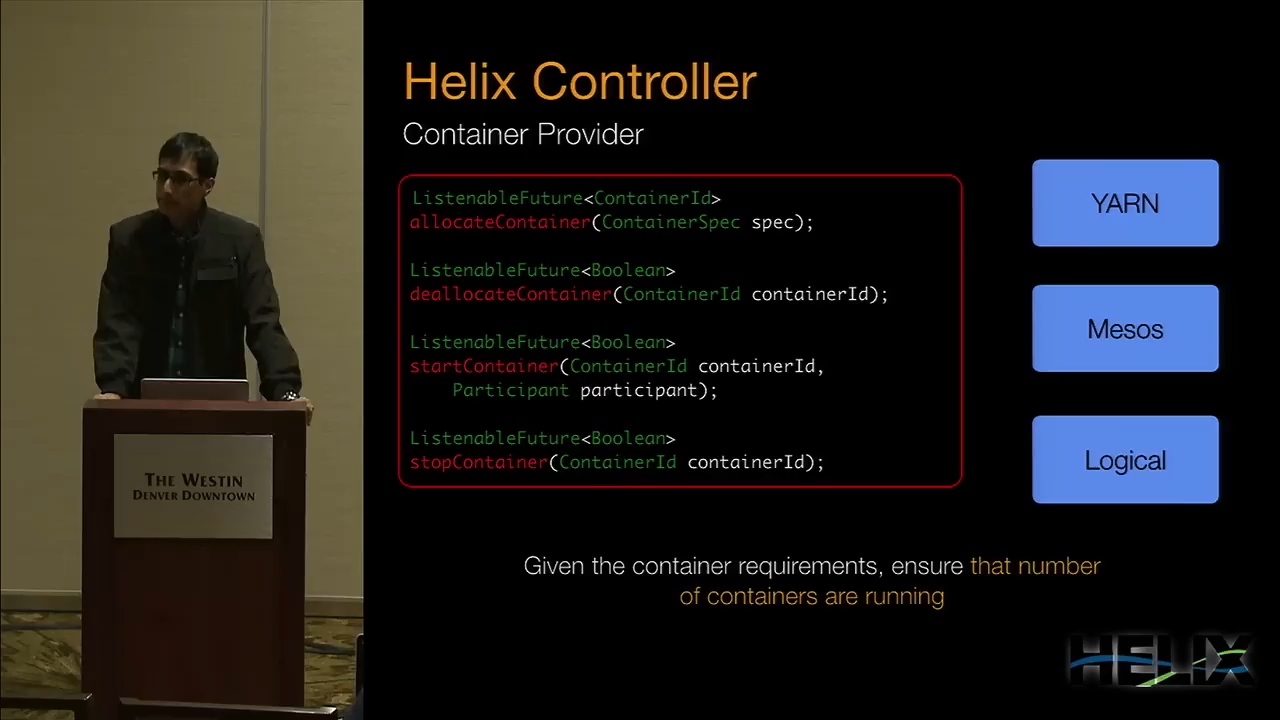 Helix Controller
Container Provider
ListenableFuture<ContainerId>
allocateContainer(ContainerSpec spec);
ListenableFuture<Boolean>
deallocateContainer(ContainerId containerId);
ListenableFuture<Boolean>
startContainer(ContainerId containerId,
Participant participant);
ListenableFuture<Boolean>
stopContainer(ContainerId containerId);
YARN
Mesos
Logical
Given the container requirements, ensure that number
of containers are running
HELIX
THE WESTIN
DENVER DOWNTOWN